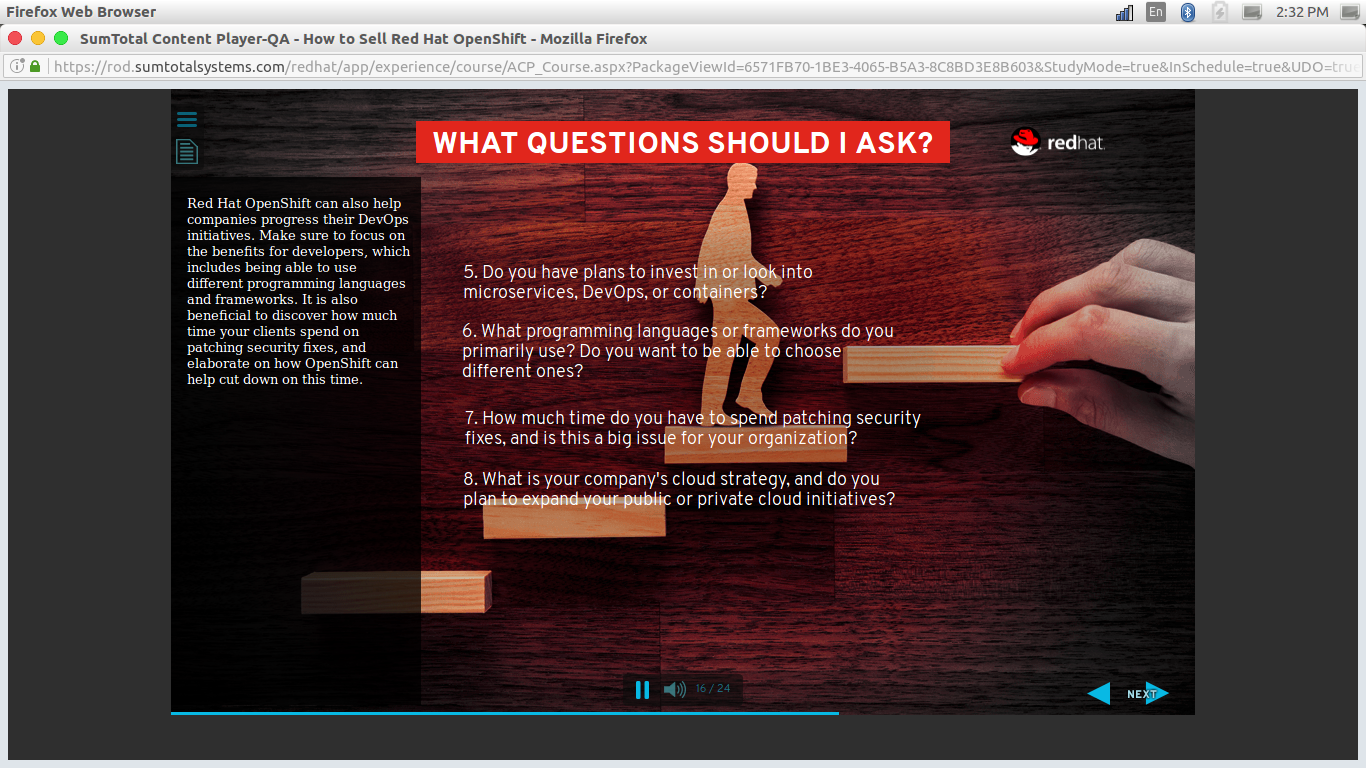 Firefox Web Browser
En
2:32 PM
SumTotal Content Player-QA - How to Sell Red Hat OpenShift - Mozilla Firefox
https://rod.sumtotalsystems.com/redhat/app/experience/course/ACP_Course.aspx?PackageViewId=6571FB70-1BE3-4065-B5A3-8C8BD3E8B603&StudyMode=true&InSchedule=true&UDO=true
WHAT QUESTIONS SHOULD I ASK?
redhat.
Red Hat OpenShift can also help
companies progress their DevOps
initiatives. Make sure to focus on
the benefits for developers, which
includes being able to use
different programming languages
and frameworks. It is also
beneficial to discover how much
time your clients spend on
patching security fixes, and
elaborate on how OpenShift can
help cut down on this time.
5. Do you have plans to invest in or look into
microservices, DevOps, or containers?
6. What programming languages or frameworks do you
primarily use? Do you want to be able to choose
different ones?
7. How much time do you have to spend patching security
fixes, and is this a big issue for your organization?
8. What is your company's cloud strategy, and do you
plan to expand your public or private cloud initiatives?
16 / 24
NEXT